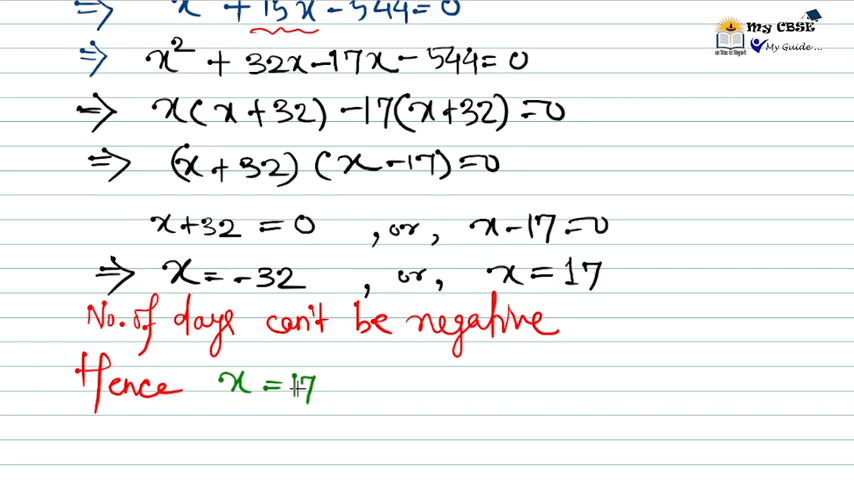 ⇒ x + 15x - 544 = 0
My CBSE
My Guide ...
⇒ x² + 32x - 17x - 544 = 0
⇒ x(x + 32) - 17(x + 32) = 0
⇒ (x + 32) (x - 17) = 0
x + 32 = 0 , or, x - 17 = 0
⇒ x = -32 , or, x = 17
No. of days can't be negative
Hence x = 17